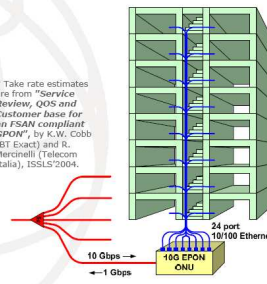 Take rate estimates
are from "Service
Review, QOS and
Customer base for
an FSAN compliant
GPON", by K.W. Cobb
(BT Exact) and R.
Mercinelli (Telecom
Italia), ISSLS'2004.
24 port
10/100 Ethernet
10 Gbps
1 Gbps
10G EPON
ONU